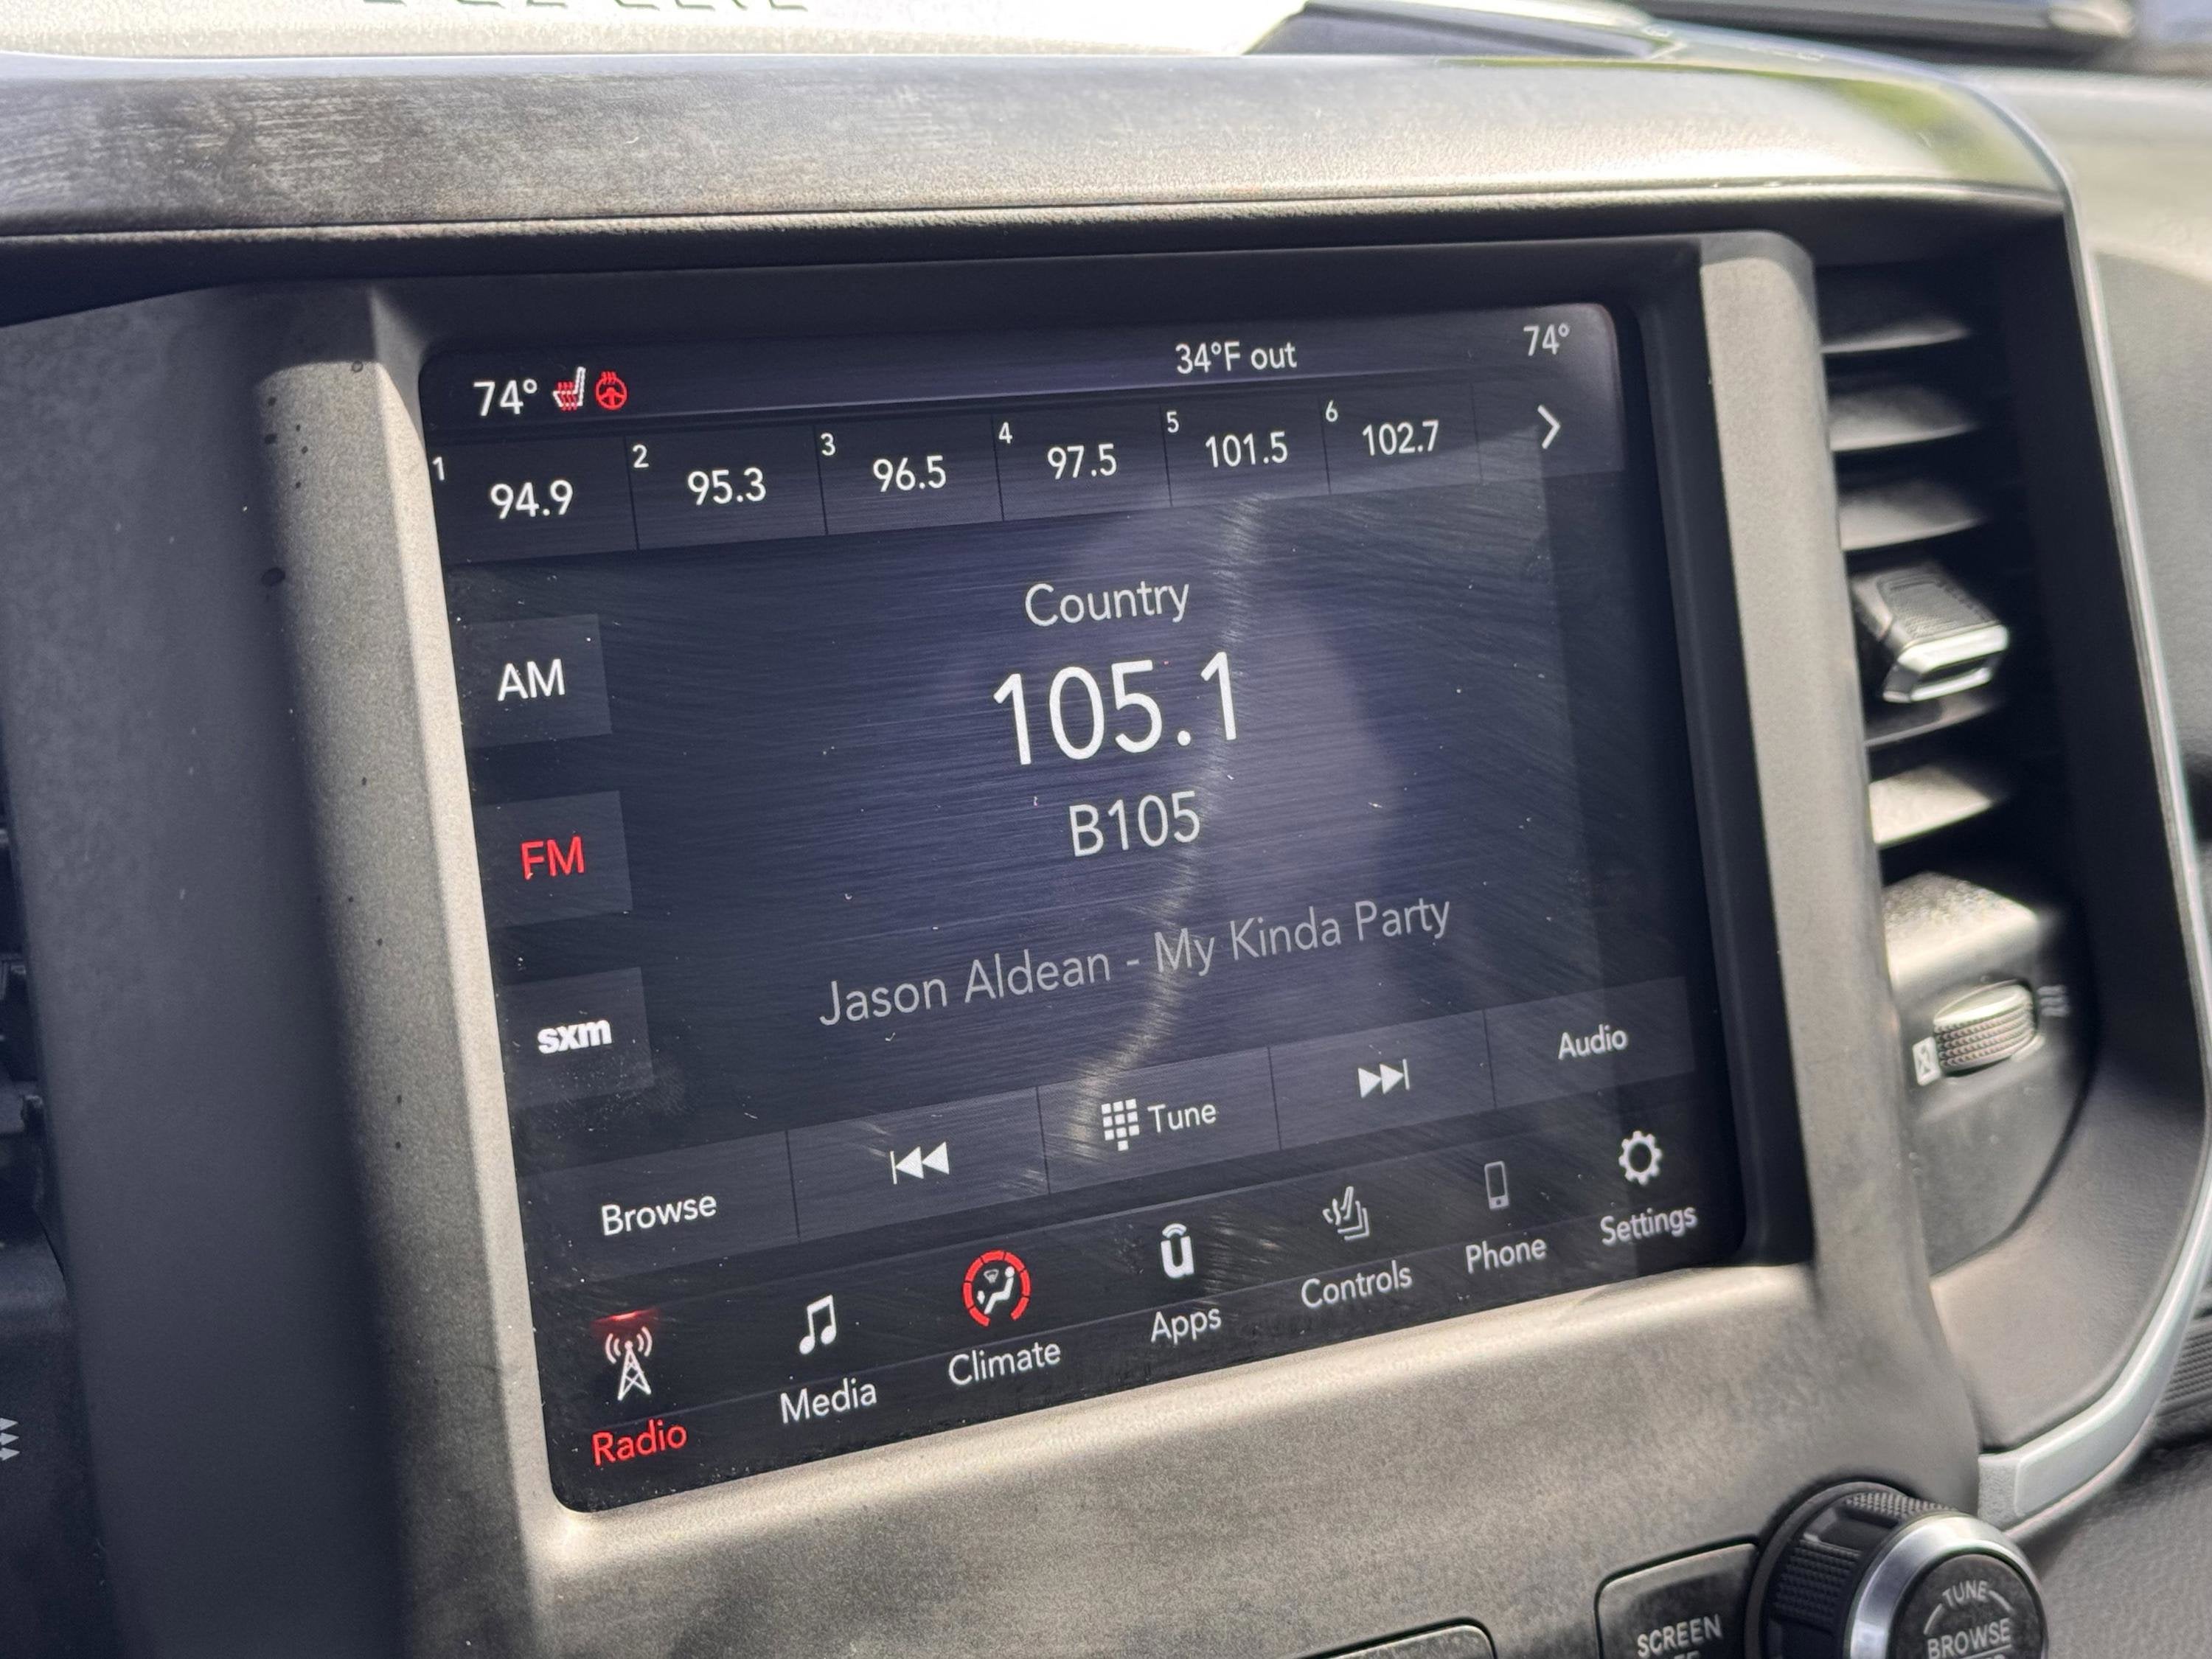 74° 34°F out 74°
1 94.9 2 95.3 3 96.5 4 97.5 5 101.5 6 102.7
Country
AM
105.1
B105
FM
Jason Aldean - My Kinda Party
sxm
Browse Tune Audio
Radio Media Climate Apps Controls Phone Settings
SCREEN
TUNE
BROWSE